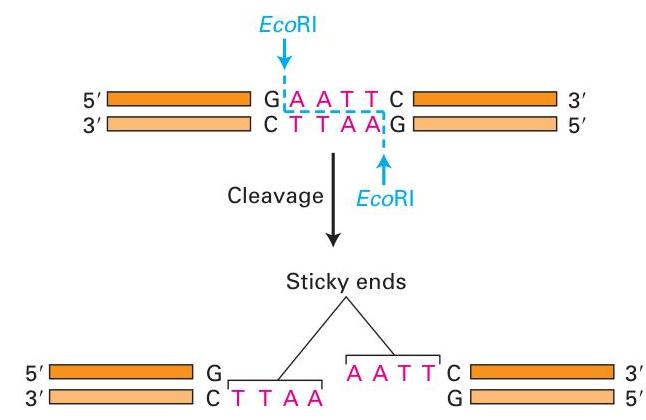 EcoRI
5′ G A A T T C 3′
3′ C T T A A G 5′
Cleavage EcoRI
Sticky ends
5′ G A A T T C 3′
3′ C T T A A G 5′